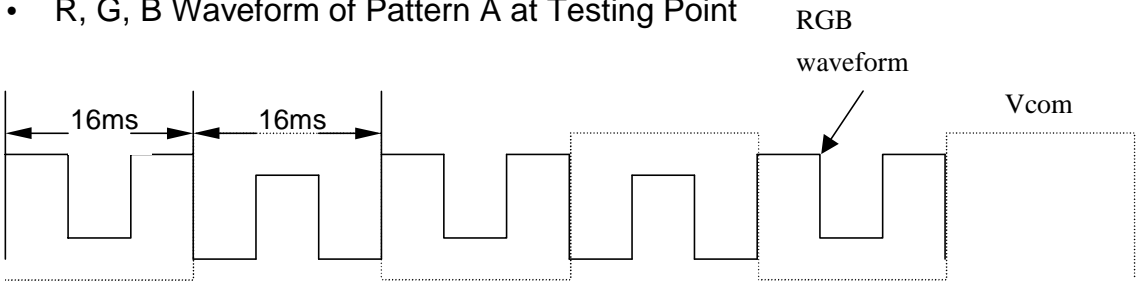 • R, G, B Waveform of Pattern A at Testing Point
RGB
waveform
Vcom
16ms
16ms